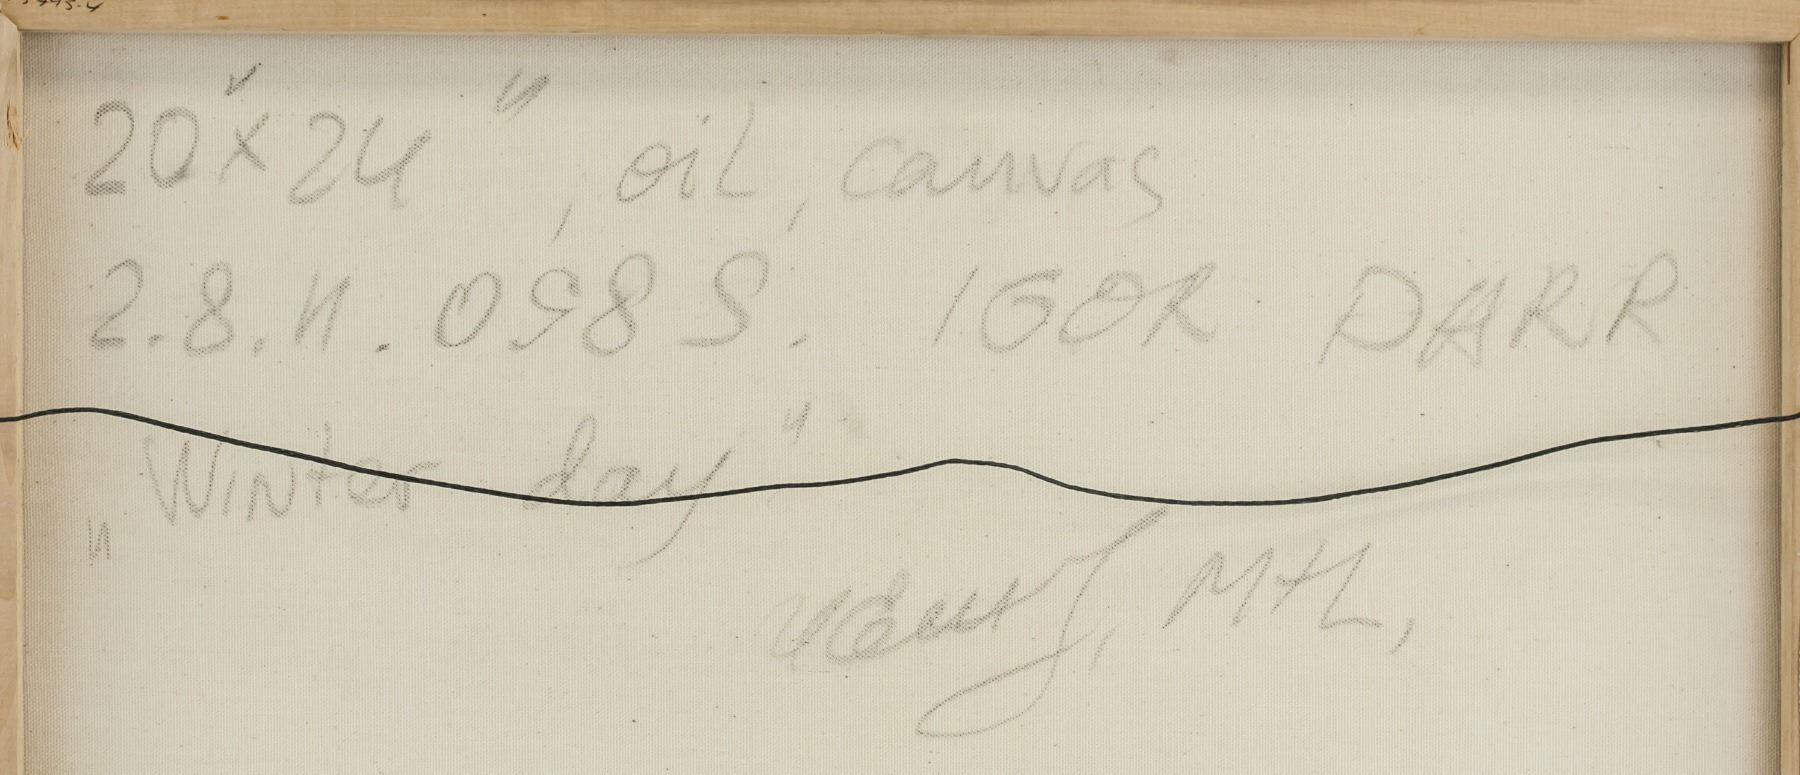 20"x24", oil, canvas
2.8.11.098S. IGOR DARR
"Winter day"
MtL,